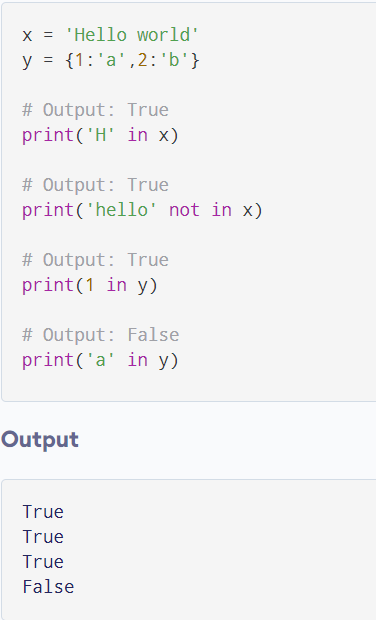 x = 'Hello world'
y = {1:'a',2:'b'}
# Output: True
print('H' in x)
# Output: True
print('hello' not in x)
# Output: True
print(1 in y)
# Output: False
print('a' in y)
Output
True
True
True
False